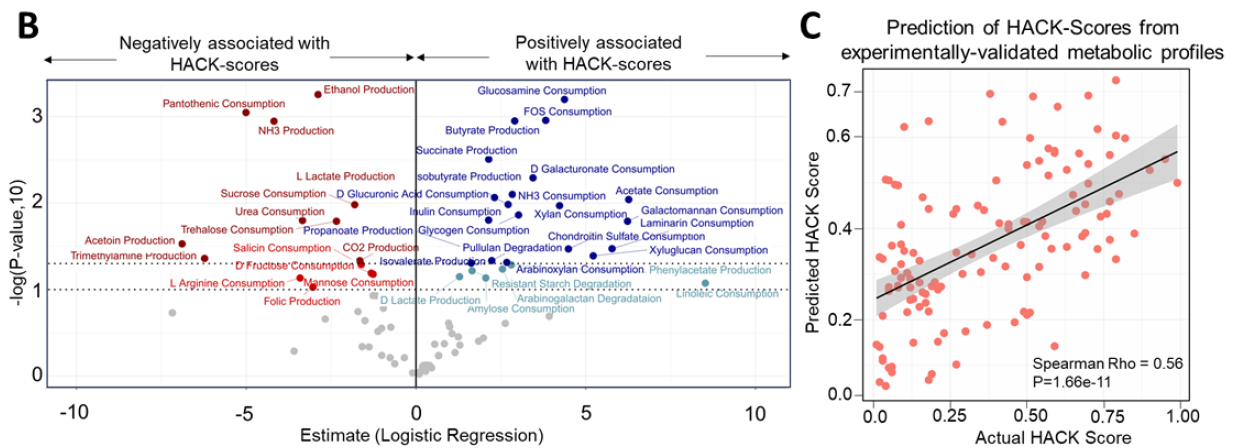 B
Negatively associated with
HACK-scores
Positively associated
with HACK-scores
-log(P-value,10)
3
2
1
0
-10
-5
0
5
10
Estimate (Logistic Regression)
Ethanol Production
Pantothenic Consumption
NH3 Production
L Lactate Production
Sucrose Consumption
Urea Consumption
Trehalose Consumption
Acetoin Production
Trimethylamine Production
Salicin Consumption
CO2 Production
D Fructose Consumption
L Arginine Consumption
Mannose Consumption
Folic Production
Glucosamine Consumption
FOS Consumption
Butyrate Production
Succinate Production
D Galacturonate Consumption
sobutyrate Production
D Glucuronic Acid Consumption
NH3 Consumption
Acetate Consumption
Inulin Consumption
Xylan Consumption
Galactomannan Consumption
Propanoate Production
Glycogen Consumption
Laminarin Consumption
Chondroitin Sulfate Consumption
Pullulan Degradation
Xyloglucan Consumption
Isovalerate Production
Arabinoxylan Consumption
Phenylacetate Production
Resistant Starch Degradation
Linoleic Consumption
D Lactate Production
Arabinogalactan Degradataion
Amylose Consumption
C
Prediction of HACK-Scores from
experimentally-validated metabolic profiles
Predicted HACK Score
0.7
0.6
0.4
0.2
0.0
Spearman Rho = 0.56
P=1.66e-11
0.0
0.25
0.50
0.75
1.00
Actual HACK Score